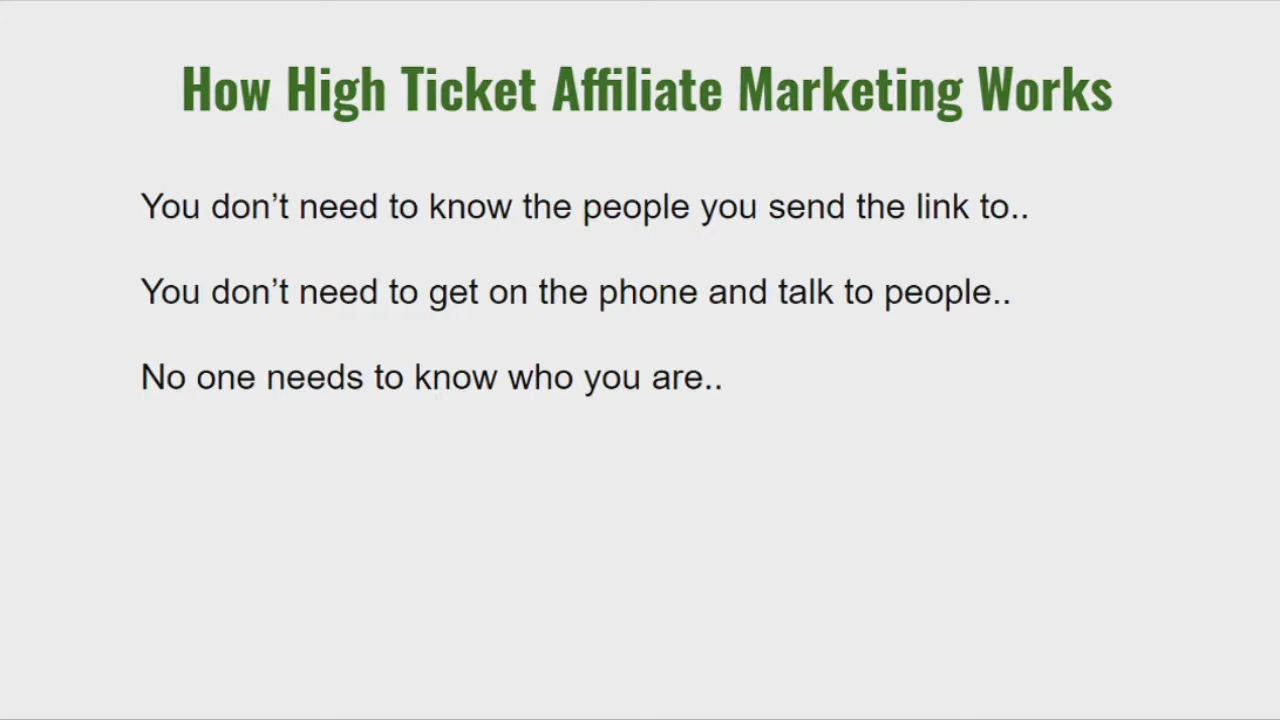 How High Ticket Affiliate Marketing Works
You don’t need to know the people you send the link to..
You don’t need to get on the phone and talk to people..
No one needs to know who you are..